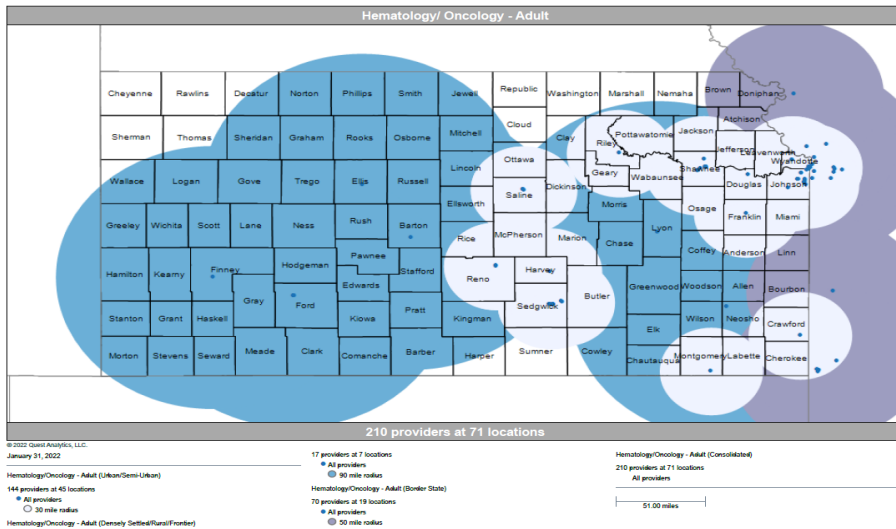 Hematology/ Oncology - Adult
Cheyenne Rawlins Decatur Norton Phillips Smith Jewell Republic Washington Marshall Nemaha Brown Doniphan
Sherman Thomas Sheridan Graham Rooks Osborne Mitchell Cloud Clay Riley Pottawatomie Jackson Atchison
Jefferson Leavenworth Wyandotte
Wallace Logan Gove Trego Ellis Russell Lincoln Ottawa Saline Dickinson Geary Wabaunsee Shawnee Douglas Johnson
Greeley Wichita Scott Lane Ness Rush Barton Ellsworth Rice McPherson Marion Morris Chase Lyon Osage Franklin Miami
Hamilton Kearny Finney Hodgeman Pawnee Stafford Reno Harvey Coffey Anderson Linn
Gray Ford Edwards Sedgwick Butler Greenwood Woodson Allen Bourbon
Stanton Grant Haskell Kiowa Pratt Kingman Elk Wilson Neosho Crawford
Morton Stevens Seward Meade Clark Comanche Barber Harper Sumner Cowley Chautauqua Montgomery Labette Cherokee
210 providers at 71 locations
© 2022 Quest Analytics, LLC.
January 31, 2022
Hematology/Oncology - Adult (Urban/Semi-Urban)
144 providers at 45 locations
All providers
30 mile radius
Hematology/Oncology - Adult (Densely Settled/Rural/Frontier)
17 providers at 7 locations
All providers
90 mile radius
Hematology/Oncology - Adult (Border State)
70 providers at 19 locations
All providers
50 mile radius
Hematology/Oncology - Adult (Consolidated)
210 providers at 71 locations
All providers
51.00 miles